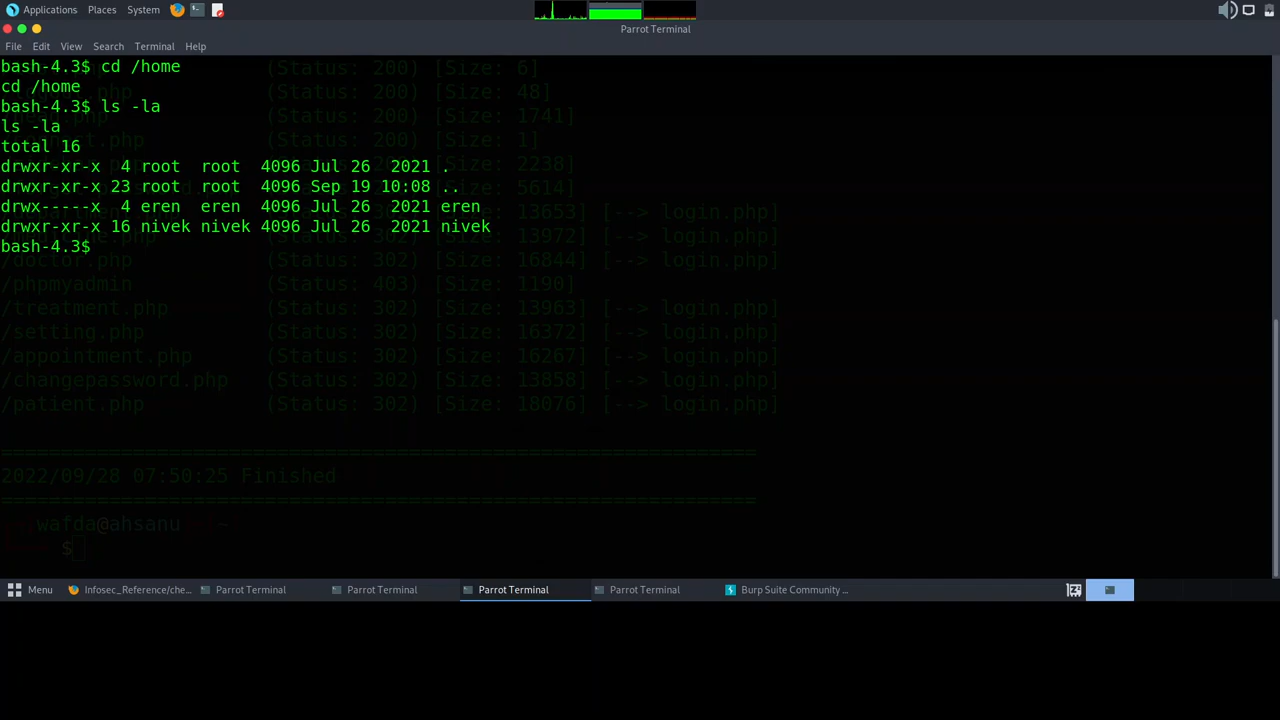 Applications Places System
Parrot Terminal
File Edit View Search Terminal Help
bash-4.3$ cd /home
cd /home
bash-4.3$ ls -la
ls -la
total 16
drwxr-xr-x  4 root  root  4096 Jul 26  2021 .
drwxr-xr-x 23 root  root  4096 Sep 19 10:08 ..
drwx-----x  4 eren  eren  4096 Jul 26  2021 eren
drwxr-xr-x 16 nivek nivek 4096 Jul 26  2021 nivek
bash-4.3$
(Status: 200) [Size: 6]
(Status: 200) [Size: 48]
(Status: 200) [Size: 1741]
(Status: 200) [Size: 1]
2238]
5614]
13653] [--> login.php]
(Status: 302) [Size: 13972] [--> login.php]
/doctor.php (Status: 302) [Size: 16844] [--> login.php]
/phpmyadmin (Status: 403) [Size: 1190]
/treatment.php (Status: 302) [Size: 13963] [--> login.php]
/setting.php (Status: 302) [Size: 16372] [--> login.php]
/appointment.php (Status: 302) [Size: 16267] [--> login.php]
/changepassword.php (Status: 302) [Size: 13858] [--> login.php]
/patient.php (Status: 302) [Size: 18076] [--> login.php]
===============================================================
2022/09/28 07:50:25 Finished
===============================================================
wafda@ahsanu ~
$
Menu Infosec_Reference/che... Parrot Terminal Parrot Terminal Parrot Terminal Parrot Terminal Burp Suite Community ...